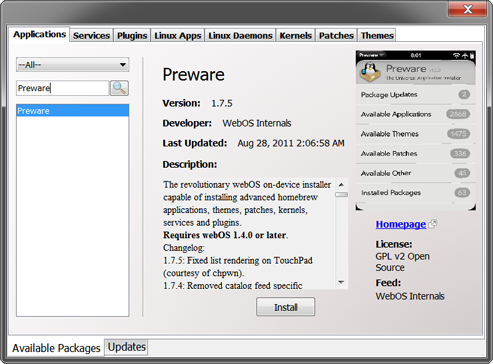 Applications Services Plugins Linux Apps Linux Daemons Kernels Patches Themes
--All--
Preware
Preware
Preware
Version: 1.7.5
Developer: WebOS Internals
Last Updated: Aug 28, 2011 2:06:58 AM
Description:
The revolutionary webOS on-device installer
capable of installing advanced homebrew
applications, themes, patches, kernels,
services and plugins.
Requires webOS 1.4.0 or later.
Changelog:
1.7.5: Fixed list rendering on TouchPad
(courtesy of chpwn).
1.7.4: Removed catalog feed specific
Install
Preware 8:01
Preware
The Universal Application Installer
Package Updates 2
Available Applications 2868
Available Themes 1475
Available Patches 336
Available Other 45
Installed Packages 63
Homepage
License:
GPL v2 Open
Source
Feed:
WebOS Internals
Available Packages Updates